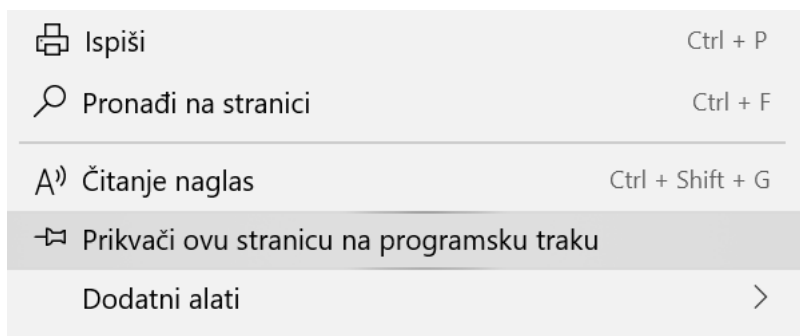 Ispiši Ctrl + P
Pronađi na stranici Ctrl + F
Čitanje naglas Ctrl + Shift + G
Prikvači ovu stranicu na programsku traku
Dodatni alati